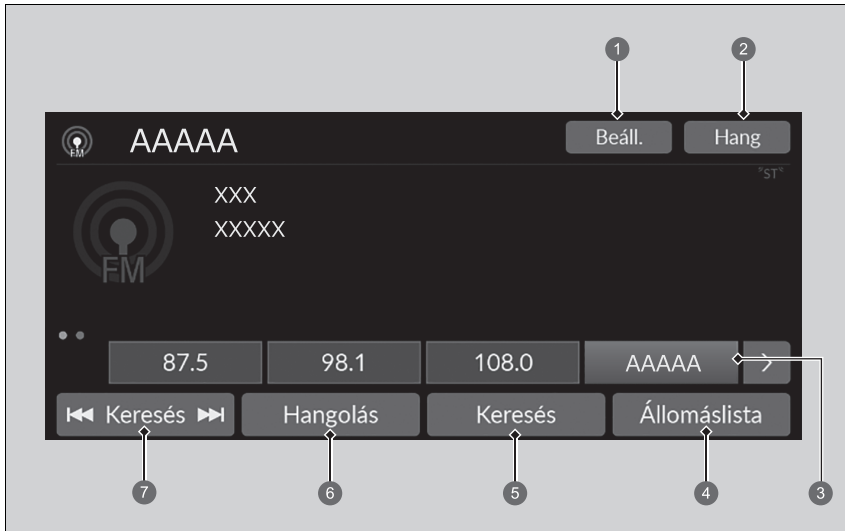 1
2
FM
AAAAA
Beáll.
Hang
"ST"
XXX
XXXXX
FM
87.5
98.1
108.0
AAAAA
Keresés
Hangolás
Keresés
Állomáslista
7
6
5
4
3